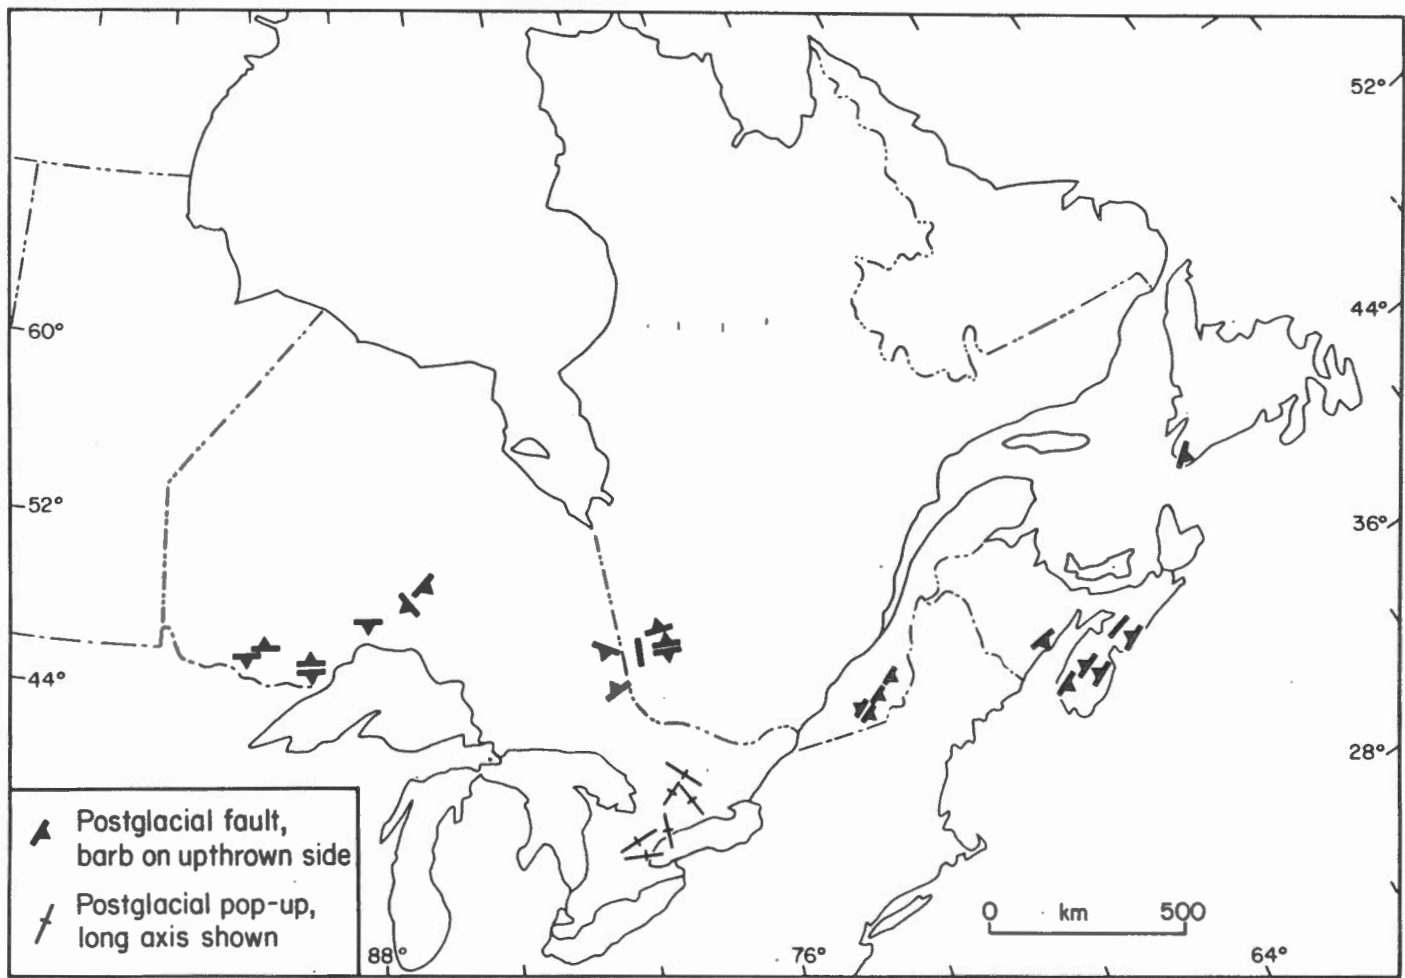 52°
44°
60°
52°
36°
44°
28°
Postglacial fault,
barb on upthrown side
Postglacial pop-up,
long axis shown
0 km 500
88° 76° 64°